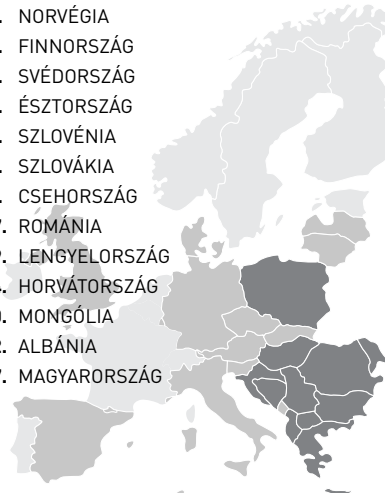 . NORVÉGIA
. FINNORSZÁG
. SVÉDORSZÁG
. ÉSZTORSZÁG
. SZLOVÉNIA
. SZLOVÁKIA
. CSEHORSZÁG
. ROMÁNIA
. LENGYELORSZÁG
. HORVÁTORSZÁG
. MONGÓLIA
. ALBÁNIA
. MAGYARORSZÁG